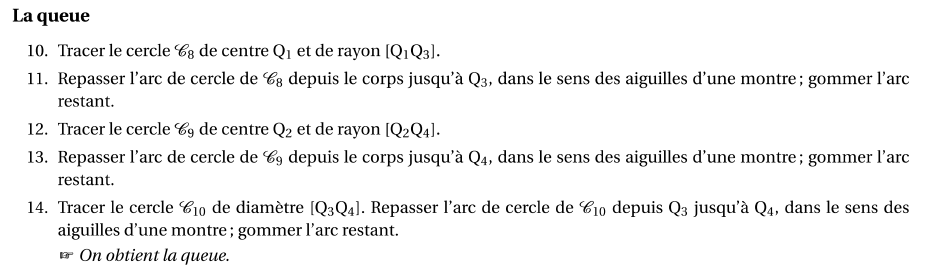 La queue
10. Tracer le cercle 𝒞₈ de centre Q₁ et de rayon [Q₁Q₃].
11. Repasser l'arc de cercle de 𝒞₈ depuis le corps jusqu'à Q₃, dans le sens des aiguilles d'une montre ; gommer l'arc
restant.
12. Tracer le cercle 𝒞₉ de centre Q₂ et de rayon [Q₂Q₄].
13. Repasser l'arc de cercle de 𝒞₉ depuis le corps jusqu'à Q₄, dans le sens des aiguilles d'une montre ; gommer l'arc
restant.
14. Tracer le cercle 𝒞₁₀ de diamètre [Q₃Q₄]. Repasser l'arc de cercle de 𝒞₁₀ depuis Q₃ jusqu'à Q₄, dans le sens des
aiguilles d'une montre ; gommer l'arc restant.
☞ On obtient la queue.